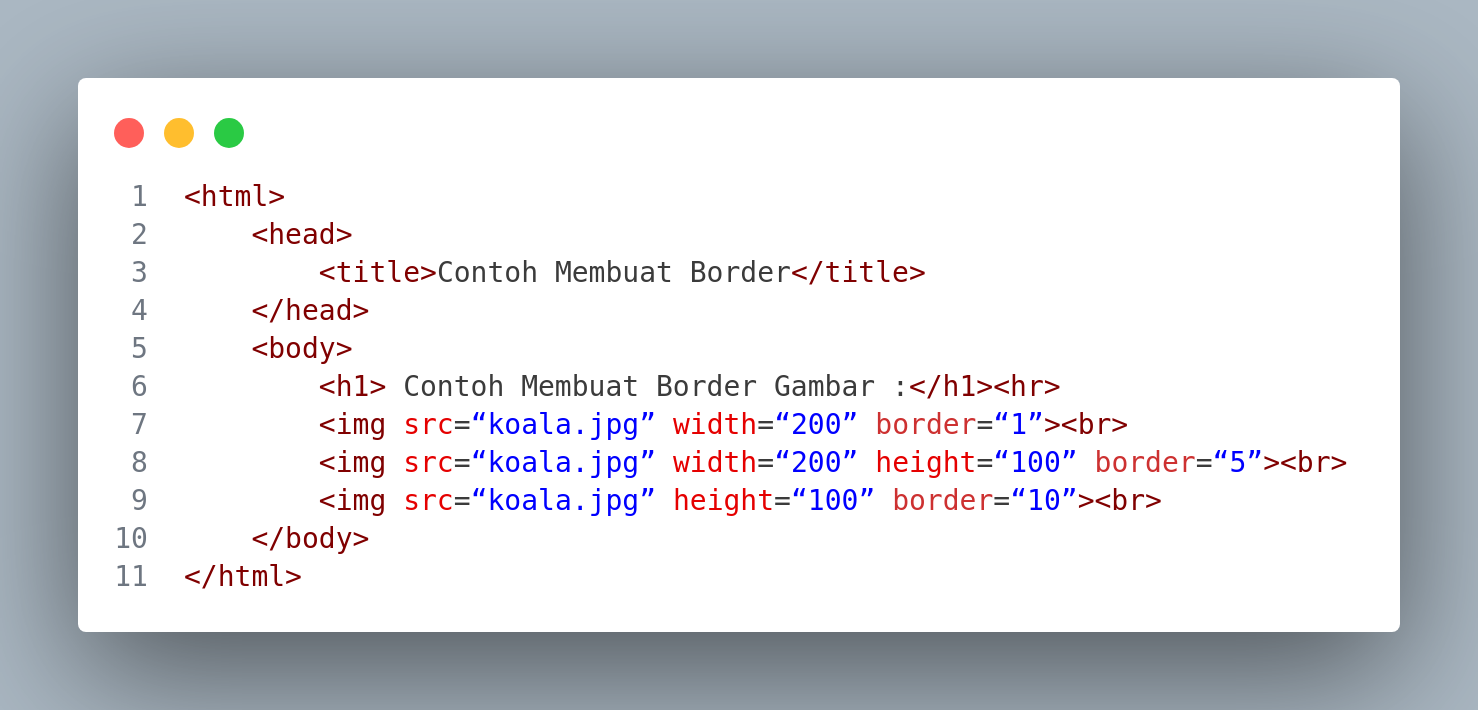 1 <html>
2     <head>
3         <title>Contoh Membuat Border</title>
4     </head>
5     <body>
6         <h1> Contoh Membuat Border Gambar :</h1><hr>
7         <img src=“koala.jpg” width=“200” border=“1”><br>
8         <img src=“koala.jpg” width=“200” height=“100” border=“5”><br>
9         <img src=“koala.jpg” height=“100” border=“10”><br>
10     </body>
11 </html>